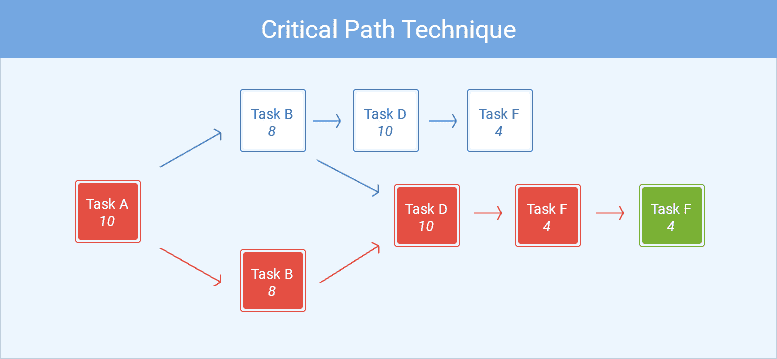 Critical Path Technique
Task B
8
Task D
10
Task F
4
Task A
10
Task D
10
Task F
4
Task F
4
Task B
8